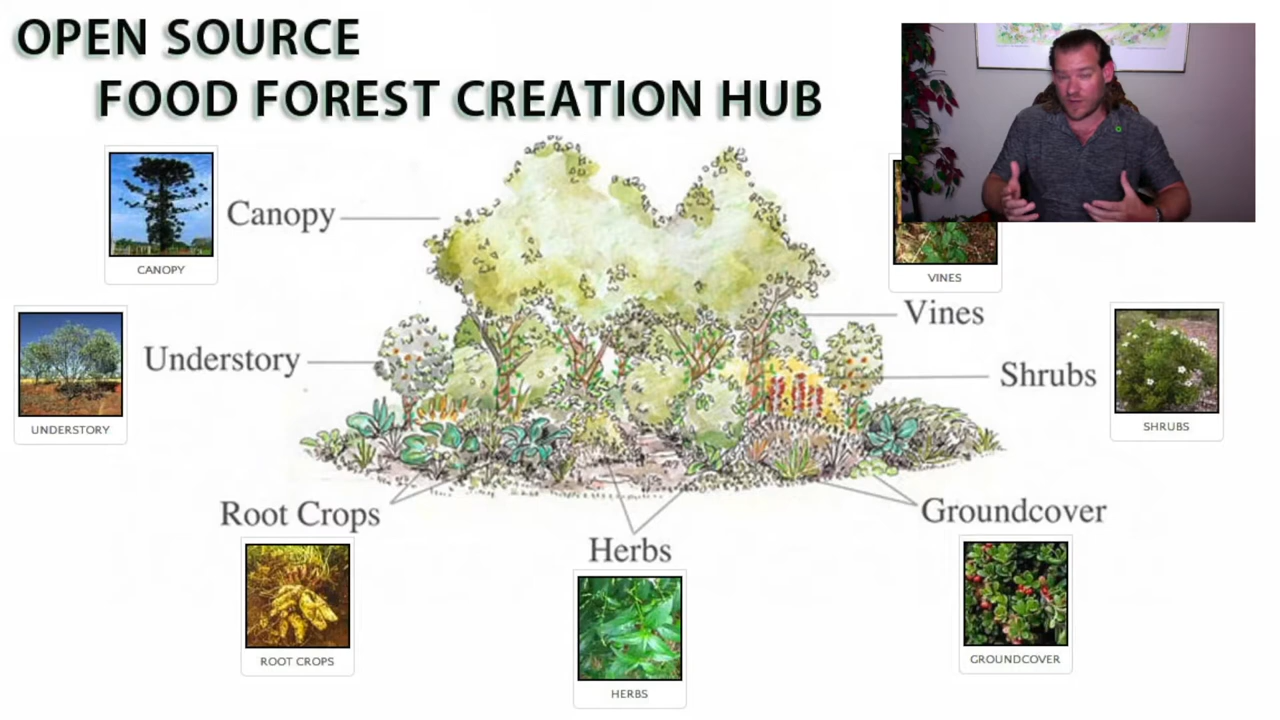 OPEN SOURCE
FOOD FOREST CREATION HUB
Canopy
CANOPY
VINES
Vines
Understory
UNDERSTORY
Shrubs
SHRUBS
Root Crops
ROOT CROPS
Herbs
HERBS
Groundcover
GROUNDCOVER